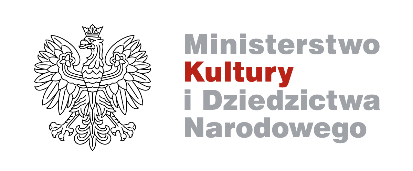 Ministerstwo
Kultury
i Dziedzictwa
Narodowego